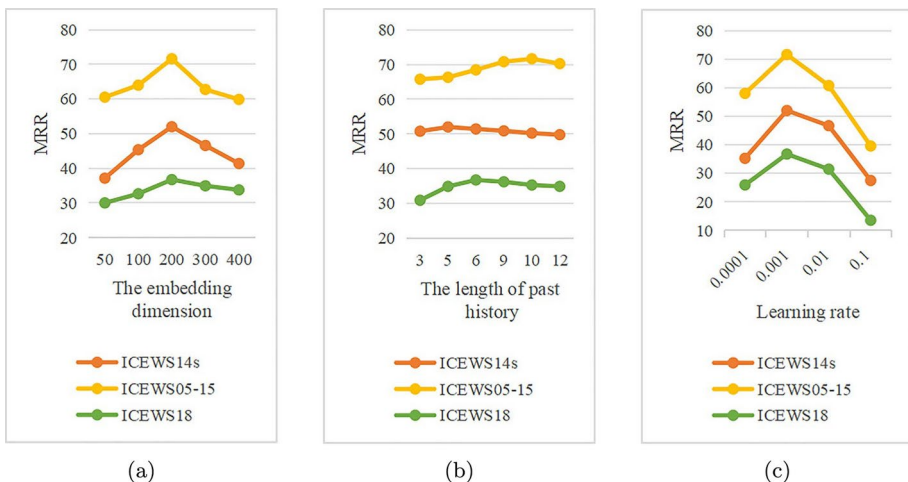 80
70
60
50
40
30
20
MRR
50 100 200 300 400
The embedding
dimension
ICEWS14s
ICEWS05-15
ICEWS18
(a)
80
70
60
50
40
30
20
MRR
3 5 6 9 10 12
The length of past
history
ICEWS14s
ICEWS05-15
ICEWS18
(b)
80
70
60
50
40
30
20
10
MRR
0.0001 0.001 0.01 0.1
Learning rate
ICEWS14s
ICEWS05-15
ICEWS18
(c)